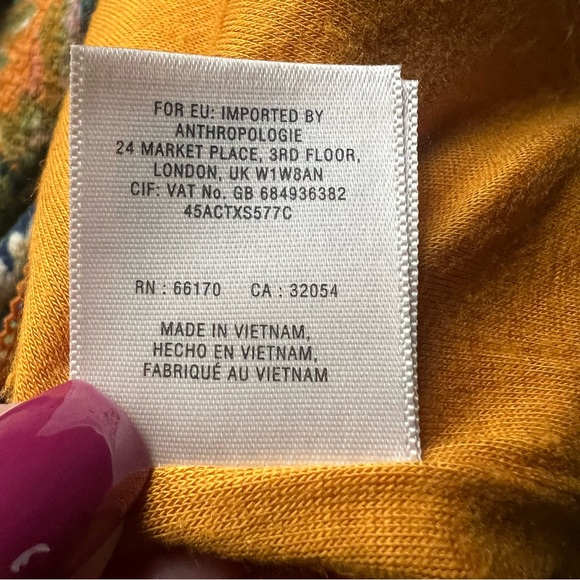 FOR EU: IMPORTED BY
ANTHROPOLOGIE
24 MARKET PLACE, 3RD FLOOR,
LONDON, UK W1W8AN
CIF: VAT No. GB 684936382
45ACTXS577C
RN : 66170 CA : 32054
MADE IN VIETNAM,
HECHO EN VIETNAM,
FABRIQUÉ AU VIETNAM